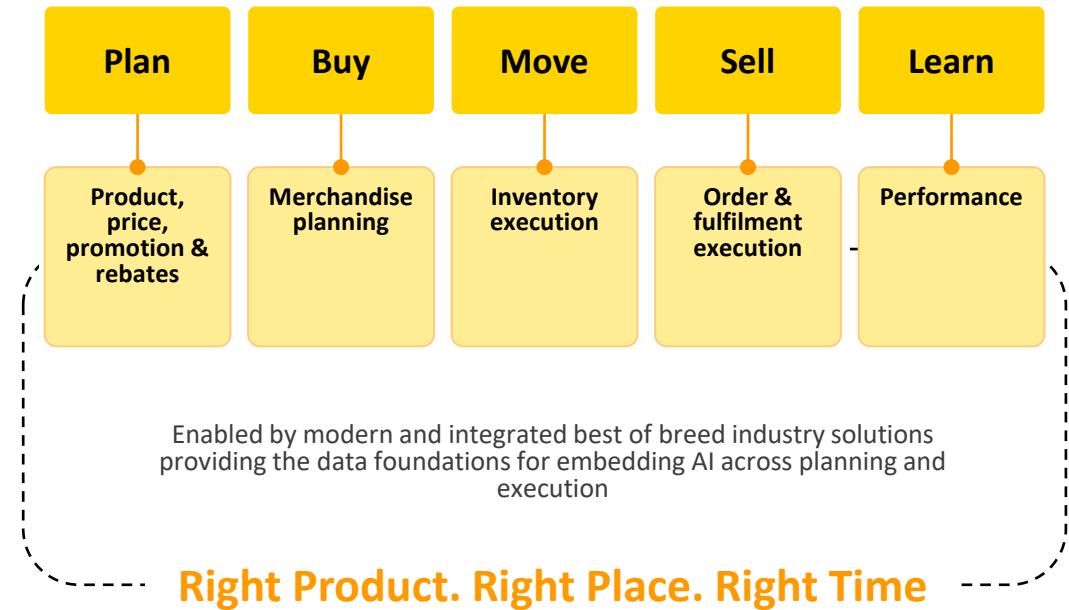 Plan
Buy
Move
Sell
Learn
Product,
price,
promotion &
rebates
Merchandise
planning
Inventory
execution
Order &
fulfilment
execution
Performance
Enabled by modern and integrated best of breed industry solutions
providing the data foundations for embedding AI across planning and
execution
Right Product. Right Place. Right Time